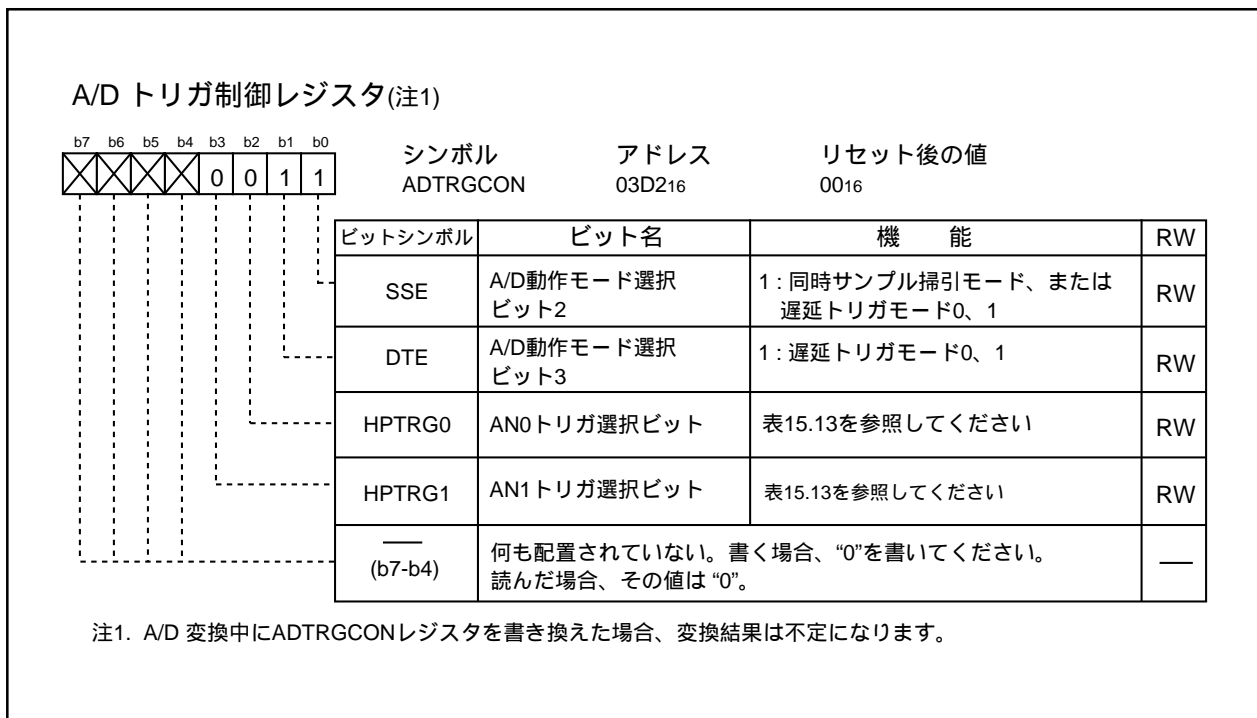 A/D トリガ制御レジスタ(注1)
b7 b6 b5 b4 b3 b2 b1 b0
0 0 1 1
シンボル アドレス リセット後の値
ADTRGCON 03D216 0016
ビットシンボル ビット名 機 能 RW
SSE A/D動作モード選択 ビット2 1 : 同時サンプル掃引モード、または 遅延トリガモード0、1 RW
DTE A/D動作モード選択 ビット3 1 : 遅延トリガモード0、1 RW
HPTRG0 AN0トリガ選択ビット 表15.13を参照してください RW
HPTRG1 AN1トリガ選択ビット 表15.13を参照してください RW
(b7-b4) 何も配置されていない。書く場合、“0”を書いてください。
読んだ場合、その値は “0”。 —
注1. A/D 変換中にADTRGCONレジスタを書き換えた場合、変換結果は不定になります。